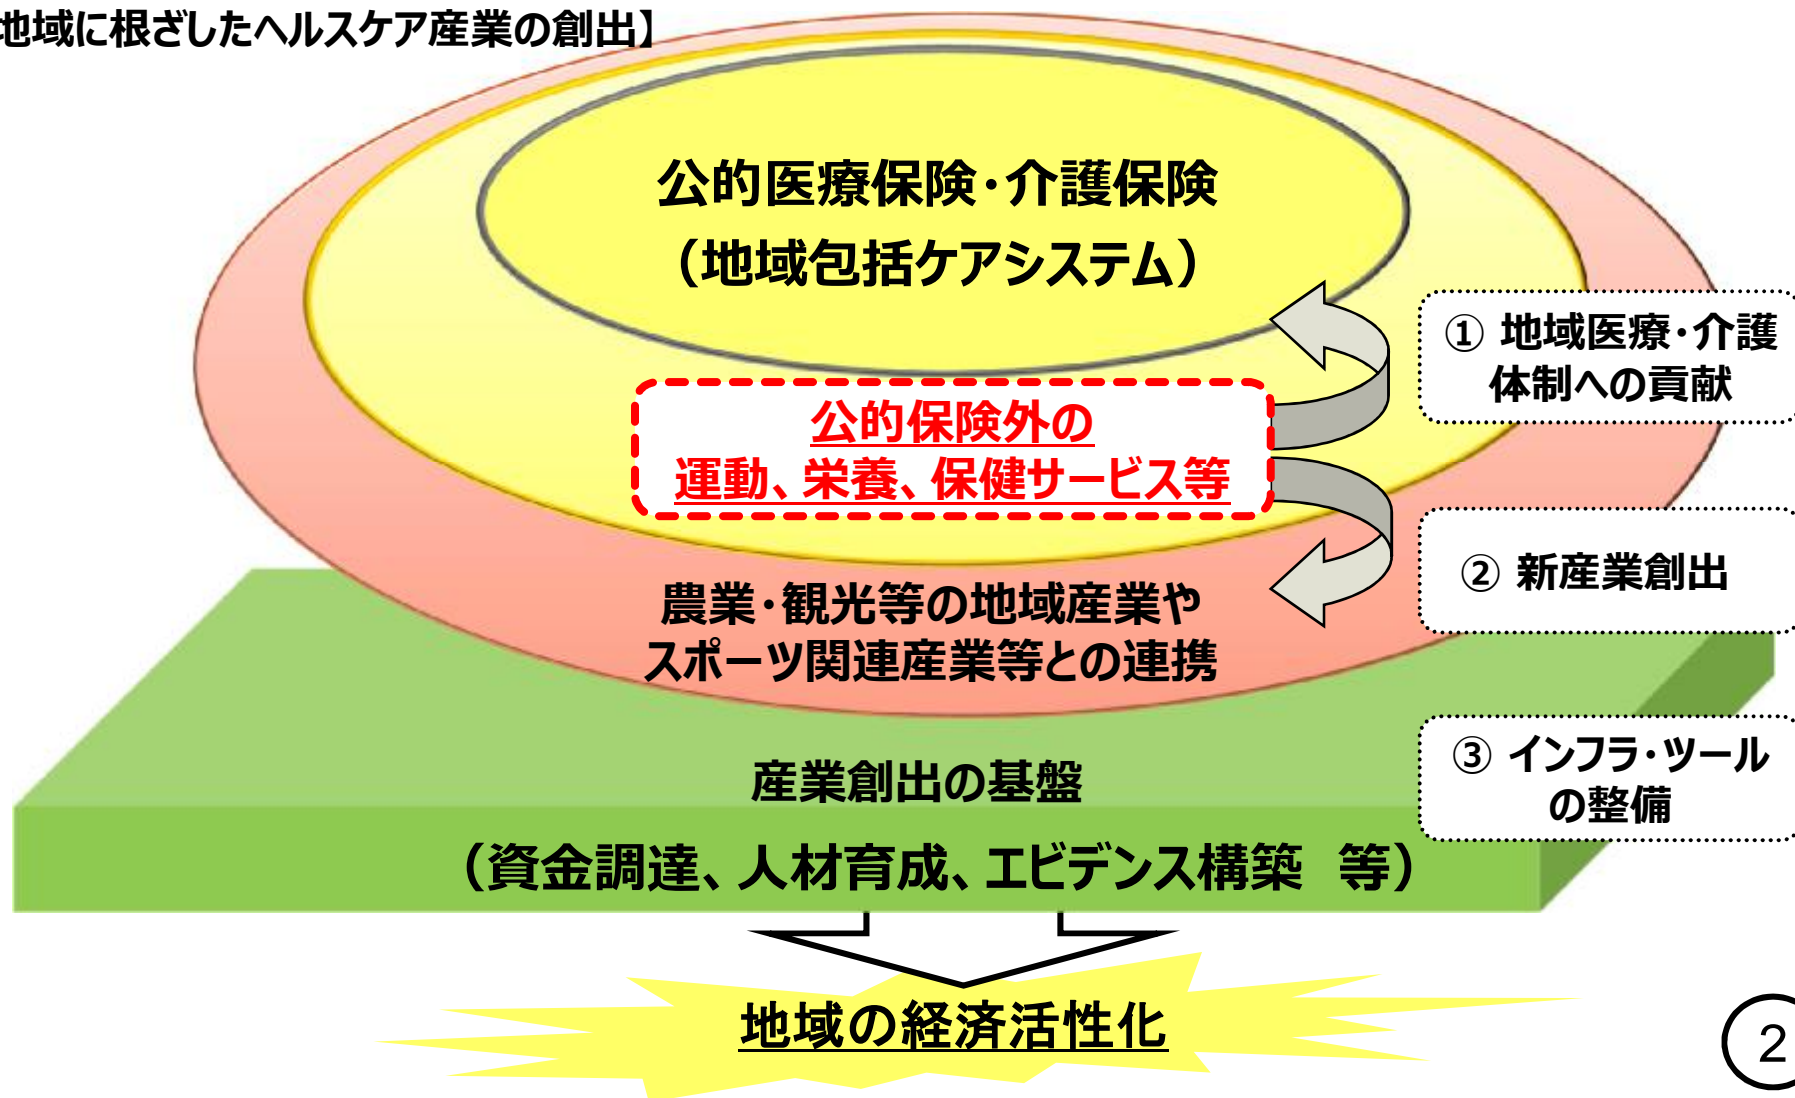 地域に根ざしたヘルスケア産業の創出】
公的医療保険・介護保険
（地域包括ケアシステム）
① 地域医療・介護
体制への貢献
公的保険外の
運動、栄養、保健サービス等
② 新産業創出
農業・観光等の地域産業や
スポーツ関連産業等との連携
③ インフラ・ツール
の整備
産業創出の基盤
（資金調達、人材育成、エビデンス構築 等）
地域の経済活性化
2